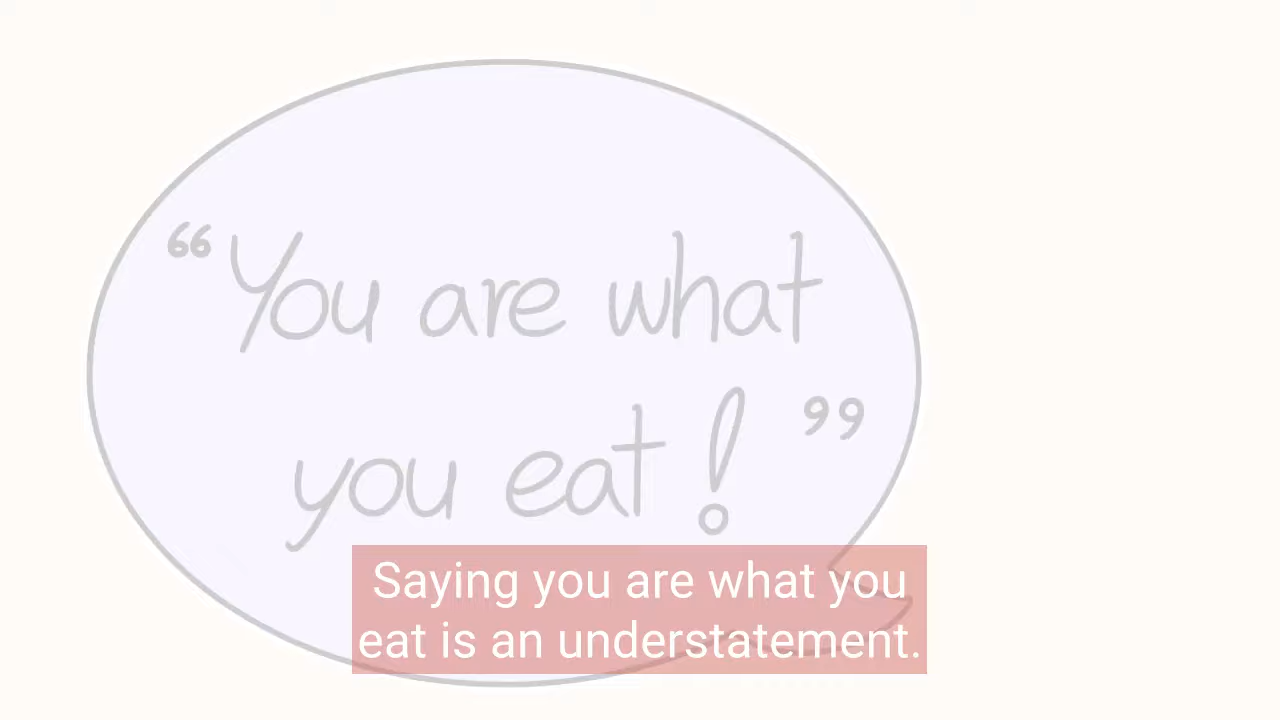 “You are what
you eat! ”
Saying you are what you
eat is an understatement.